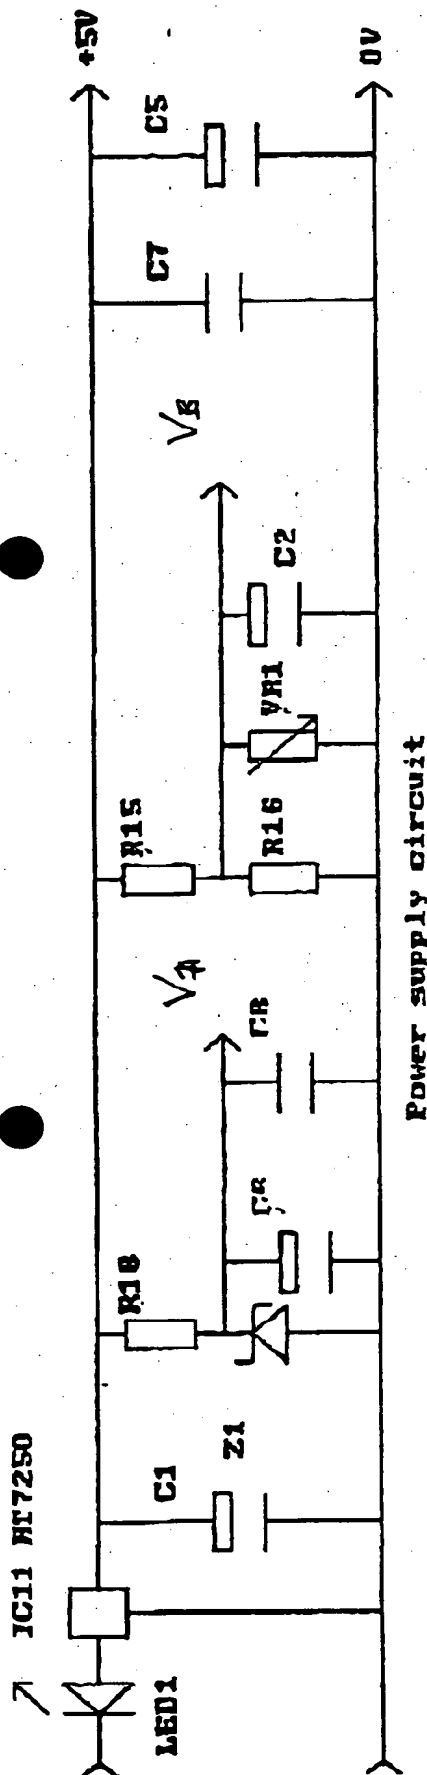 IC11 HT7250
LED1
C1
Z1
R18
VA
C8
R15
R16
VR1
C2
VB
C7
C5
+5V
0V
Power supply circuit